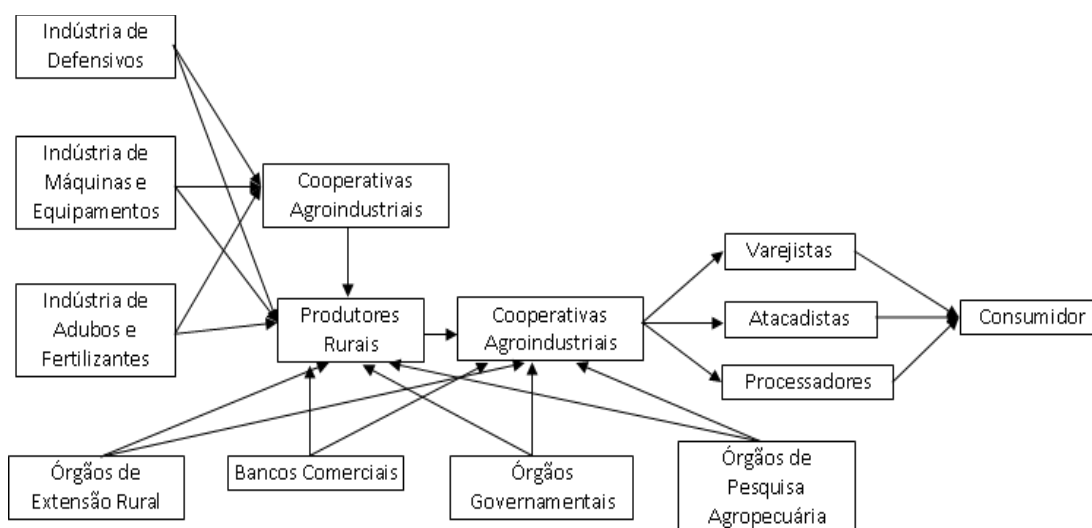 Indústria de
Defensivos
Indústria de
Máquinas e
Equipamentos
Cooperativas
Agroindustriais
Indústria de
Adubos e
Fertilizantes
Produtores
Rurais
Cooperativas
Agroindustriais
Varejistas
Atacadistas
Processadores
Consumidor
Órgãos de
Extensão Rural
Bancos Comerciais
Órgãos
Governamentais
Órgãos de
Pesquisa
Agropecuária